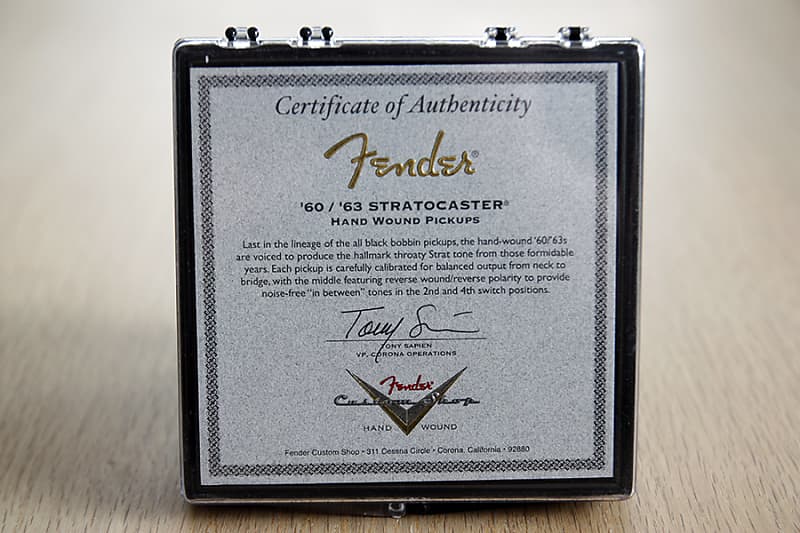 Certificate of Authenticity
Fender®
'60 / '63 STRATOCASTER®
HAND WOUND PICKUPS
Last in the lineage of the all black bobbin pickups, the hand-wound '60/'63s
are voiced to produce the hallmark throaty Strat tone from those formidable
years. Each pickup is carefully calibrated for balanced output from neck to
bridge, with the middle featuring reverse wound/reverse polarity to provide
noise-free "in between" tones in the 2nd and 4th switch positions.
TONY SAPIEN
VP, CORONA OPERATIONS
Fender®
Custom Shop
HAND WOUND
Fender Custom Shop • 311 Cessna Circle • Corona, California • 92880